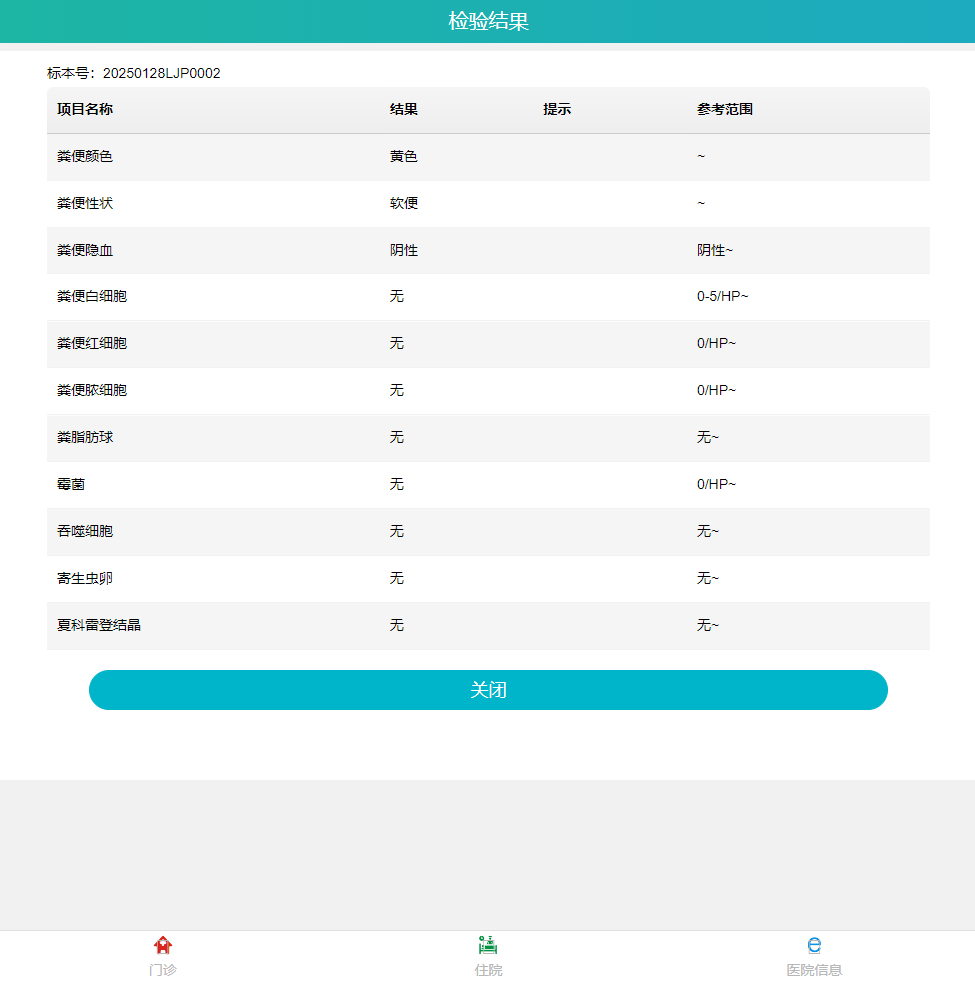 检验结果
标本号：20250128LJP0002
项目名称 结果 提示 参考范围
粪便颜色 黄色 ~
粪便性状 软便 ~
粪便隐血 阴性 阴性~
粪便白细胞 无 0-5/HP~
粪便红细胞 无 0/HP~
粪便脓细胞 无 0/HP~
粪脂肪球 无 无~
霉菌 无 0/HP~
吞噬细胞 无 无~
寄生虫卵 无 无~
夏科雷登结晶 无 无~
关闭
门诊 住院 医院信息